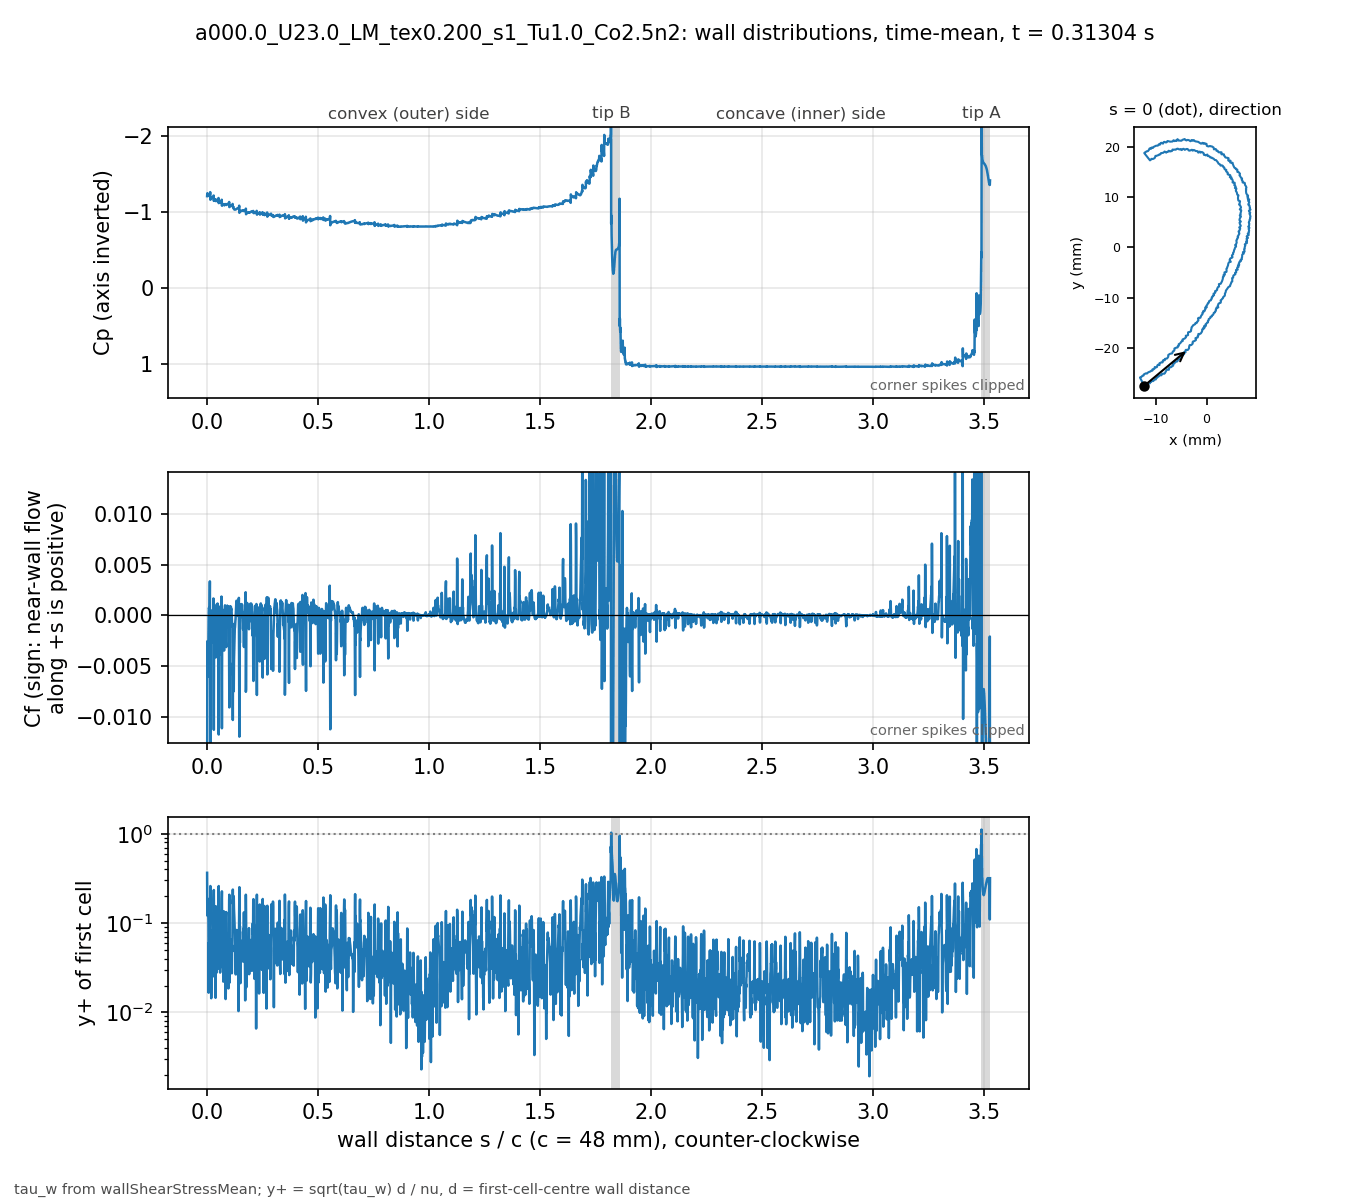 a000.0_U23.0_LM_tex0.200_s1_Tu1.0_Co2.5n2: wall distributions, time-mean, t = 0.31304 s
convex (outer) side
tip B
concave (inner) side
tip A
Cp (axis inverted)
−2
−1
0
1
corner spikes clipped
0.0 0.5 1.0 1.5 2.0 2.5 3.0 3.5
s = 0 (dot), direction
y (mm)
20
10
0
−10
−20
−10 0
x (mm)
Cf (sign: near-wall flow
along +s is positive)
0.010
0.005
0.000
−0.005
−0.010
corner spikes clipped
0.0 0.5 1.0 1.5 2.0 2.5 3.0 3.5
y+ of first cell
10⁰
10⁻¹
10⁻²
0.0 0.5 1.0 1.5 2.0 2.5 3.0 3.5
wall distance s / c (c = 48 mm), counter-clockwise
tau_w from wallShearStressMean; y+ = sqrt(tau_w) d / nu, d = first-cell-centre wall distance